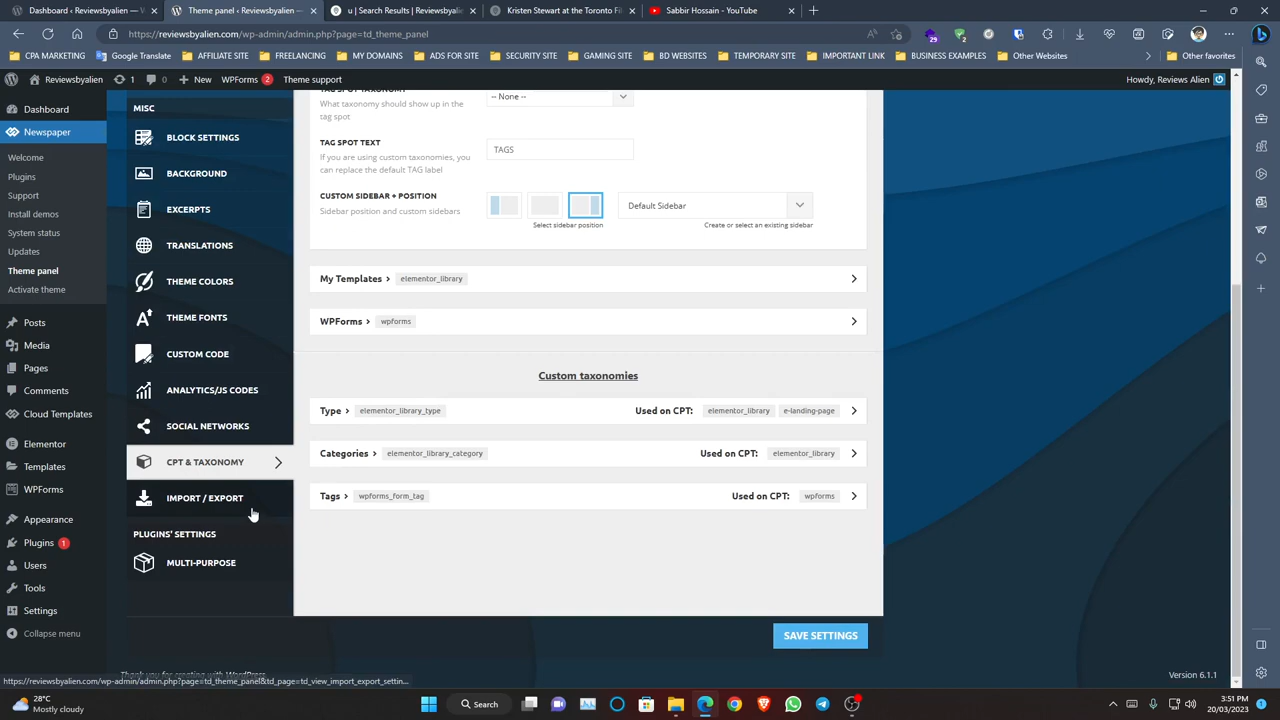 Dashboard ‹ Reviewsbyalien — W
Theme panel ‹ Reviewsbyalien —
u | Search Results | Reviewsbyali
Kristen Stewart at the Toronto Fi
Sabbir Hossain - YouTube
https://reviewsbyalien.com/wp-admin/admin.php?page=td_theme_panel
CPA MARKETING
Google Translate
AFFILIATE SITE
FREELANCING
MY DOMAINS
ADS FOR SITE
SECURITY SITE
GAMING SITE
BD WEBSITES
TEMPORARY SITE
IMPORTANT LINK
BUSINESS EXAMPLES
Other Websites
Other favorites
Reviewsbyalien
1
0
New
WPForms 2
Theme support
Howdy, Reviews Alien
Dashboard
Newspaper
Welcome
Plugins
Support
Install demos
System status
Updates
Theme panel
Activate theme
Posts
Media
Pages
Comments
Cloud Templates
Elementor
Templates
WPForms
Appearance
Plugins 1
Users
Tools
Settings
Collapse menu
MISC
BLOCK SETTINGS
BACKGROUND
EXCERPTS
TRANSLATIONS
THEME COLORS
THEME FONTS
CUSTOM CODE
ANALYTICS/JS CODES
SOCIAL NETWORKS
CPT & TAXONOMY
IMPORT / EXPORT
PLUGINS' SETTINGS
MULTI-PURPOSE
TAG SPOT TAXONOMY
What taxonomy should show up in the
tag spot
-- None --
TAG SPOT TEXT
If you are using custom taxonomies, you
can replace the default TAG label
TAGS
CUSTOM SIDEBAR + POSITION
Sidebar position and custom sidebars
Select sidebar position
Default Sidebar
Create or select an existing sidebar
My Templates › elementor_library
WPForms › wpforms
Custom taxonomies
Type › elementor_library_type Used on CPT: elementor_library e-landing-page
Categories › elementor_library_category Used on CPT: elementor_library
Tags › wpforms_form_tag Used on CPT: wpforms
SAVE SETTINGS
Thank you for creating with WordPress
Version 6.1.1
https://reviewsbyalien.com/wp-admin/admin.php?page=td_theme_panel&td_page=td_view_import_export_settin...
28°C
Mostly cloudy
Search
3:51 PM
20/03/2023